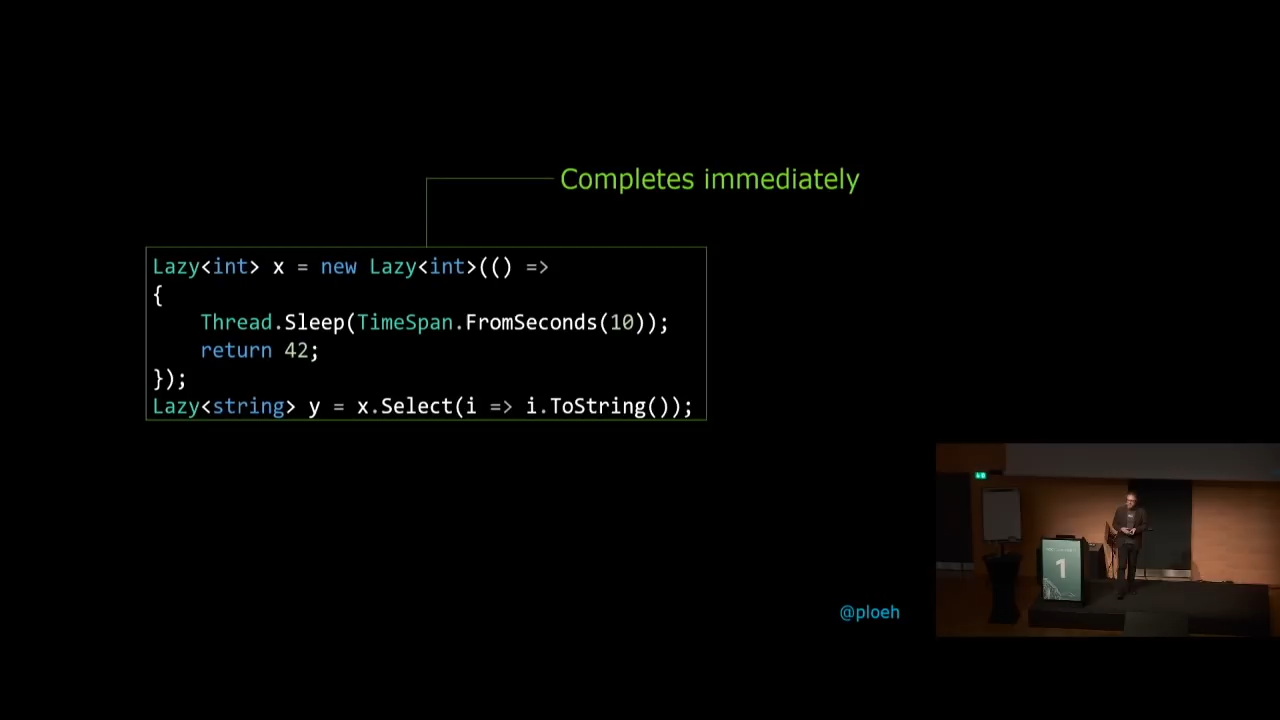 Completes immediately
Lazy<int> x = new Lazy<int>(() =>
{
    Thread.Sleep(TimeSpan.FromSeconds(10));
    return 42;
});
Lazy<string> y = x.Select(i => i.ToString());
1
@ploeh